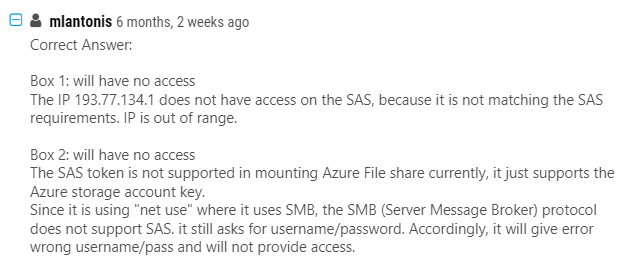 mlantonis 6 months, 2 weeks ago
Correct Answer:
Box 1: will have no access
The IP 193.77.134.1 does not have access on the SAS, because it is not matching the SAS
requirements. IP is out of range.
Box 2: will have no access
The SAS token is not supported in mounting Azure File share currently, it just supports the
Azure storage account key.
Since it is using "net use" where it uses SMB, the SMB (Server Message Broker) protocol
does not support SAS. it still asks for username/password. Accordingly, it will give error
wrong username/pass and will not provide access.